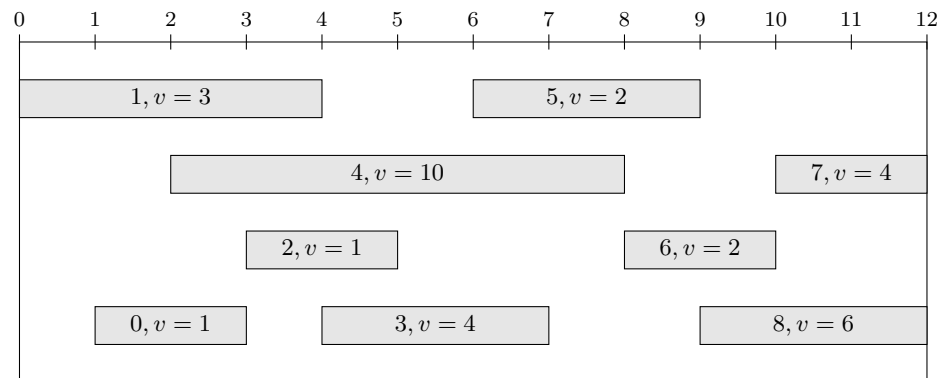 0 1 2 3 4 5 6 7 8 9 10 11 12
1, v = 3 5, v = 2
4, v = 10 7, v = 4
2, v = 1 6, v = 2
0, v = 1 3, v = 4 8, v = 6